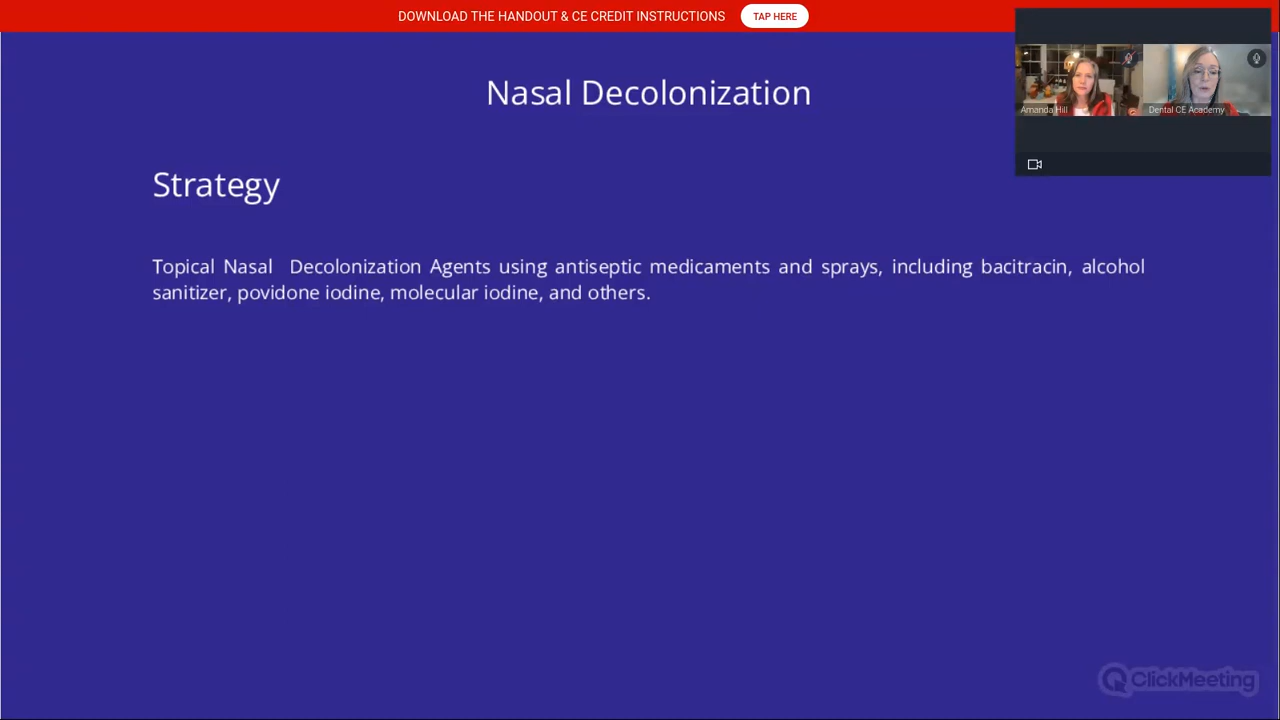 DOWNLOAD THE HANDOUT & CE CREDIT INSTRUCTIONS TAP HERE
Amanda Hill
Dental CE Academy
Nasal Decolonization
Strategy
Topical Nasal Decolonization Agents using antiseptic medicaments and sprays, including bacitracin, alcohol
sanitizer, povidone iodine, molecular iodine, and others.
ClickMeeting